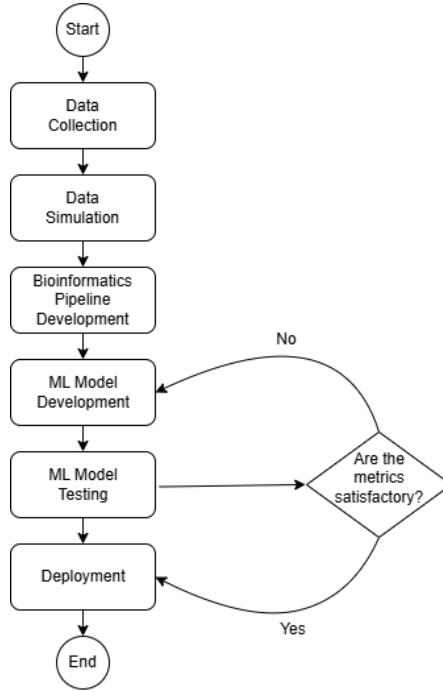 Start
Data
Collection
Data
Simulation
Bioinformatics
Pipeline
Development
No
ML Model
Development
Are the
metrics
satisfactory?
ML Model
Testing
Deployment
Yes
End